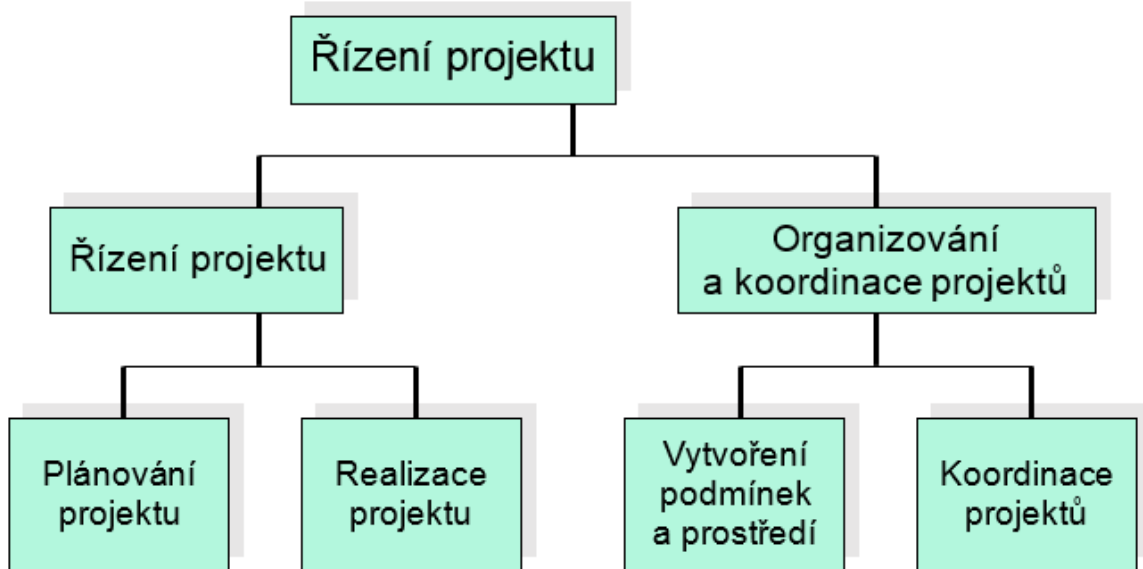 Řízení projektu
Řízení projektu
Organizování
a koordinace projektů
Plánování
projektu
Realizace
projektu
Vytvoření
podmínek
a prostředí
Koordinace
projektů